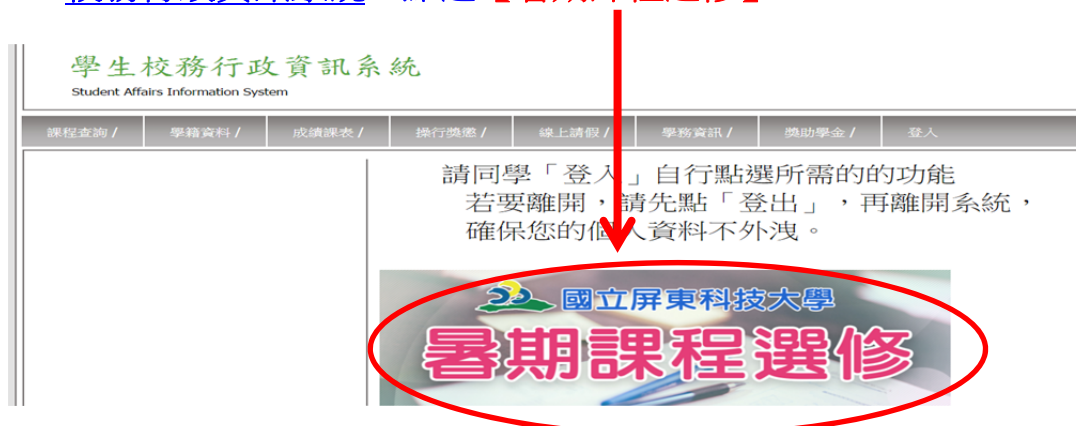 學生校務行政資訊系統
Student Affairs Information System
課程查詢 / 學籍資料 / 成績課表 / 操行獎懲 / 線上請假 / 學務資訊 / 獎助學金 / 登入
請同學「登入」自行點選所需的的功能
若要離開，請先點「登出」，再離開系統，
確保您的個人資料不外洩。
國立屏東科技大學
暑期課程選修